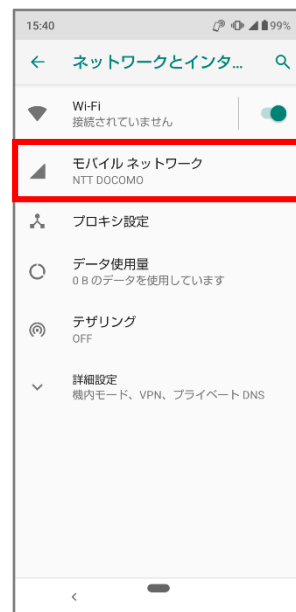 15:40
99%
ネットワークとインタ...
Wi-Fi
接続されていません
モバイル ネットワーク
NTT DOCOMO
プロキシ設定
データ使用量
0 B のデータを使用しています
テザリング
OFF
詳細設定
機内モード、VPN、プライベート DNS